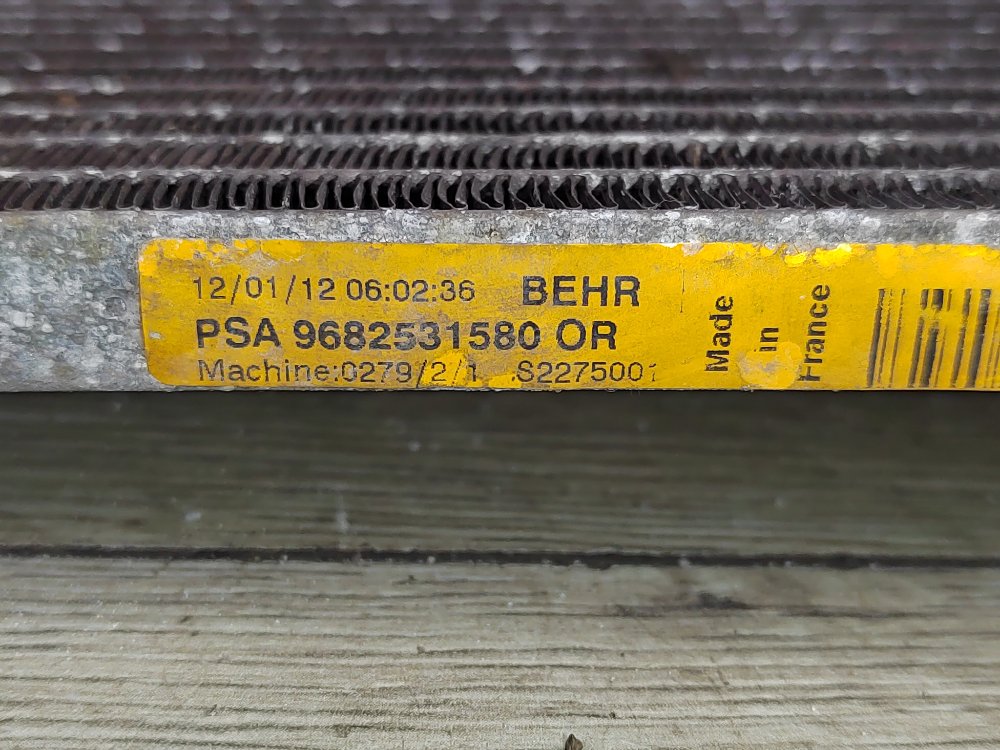 12/01/12 06:02:36 BEHR
PSA 9682531580 OR
Machine:0279/2/1 S2275001
Made
in
France